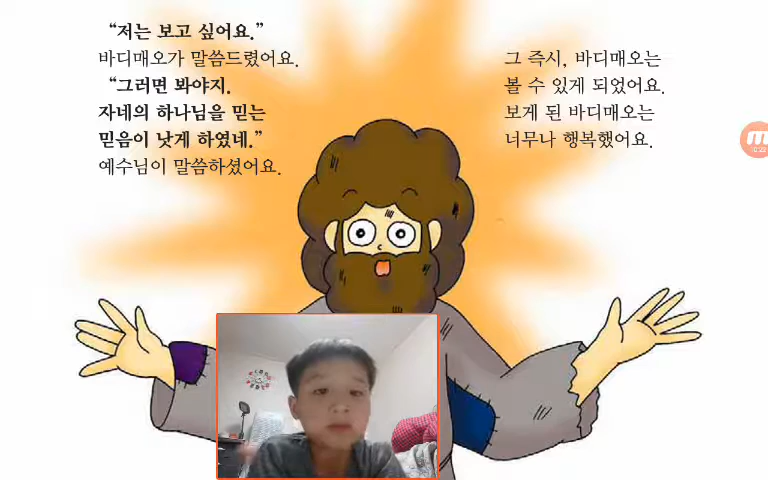 “저는 보고 싶어요.”
바디매오가 말씀드렸어요.
“그러면 봐야지.
자네의 하나님을 믿는
믿음이 낫게 하였네.”
예수님이 말씀하셨어요.
그 즉시, 바디매오는
볼 수 있게 되었어요.
보게 된 바디매오는
너무나 행복했어요.